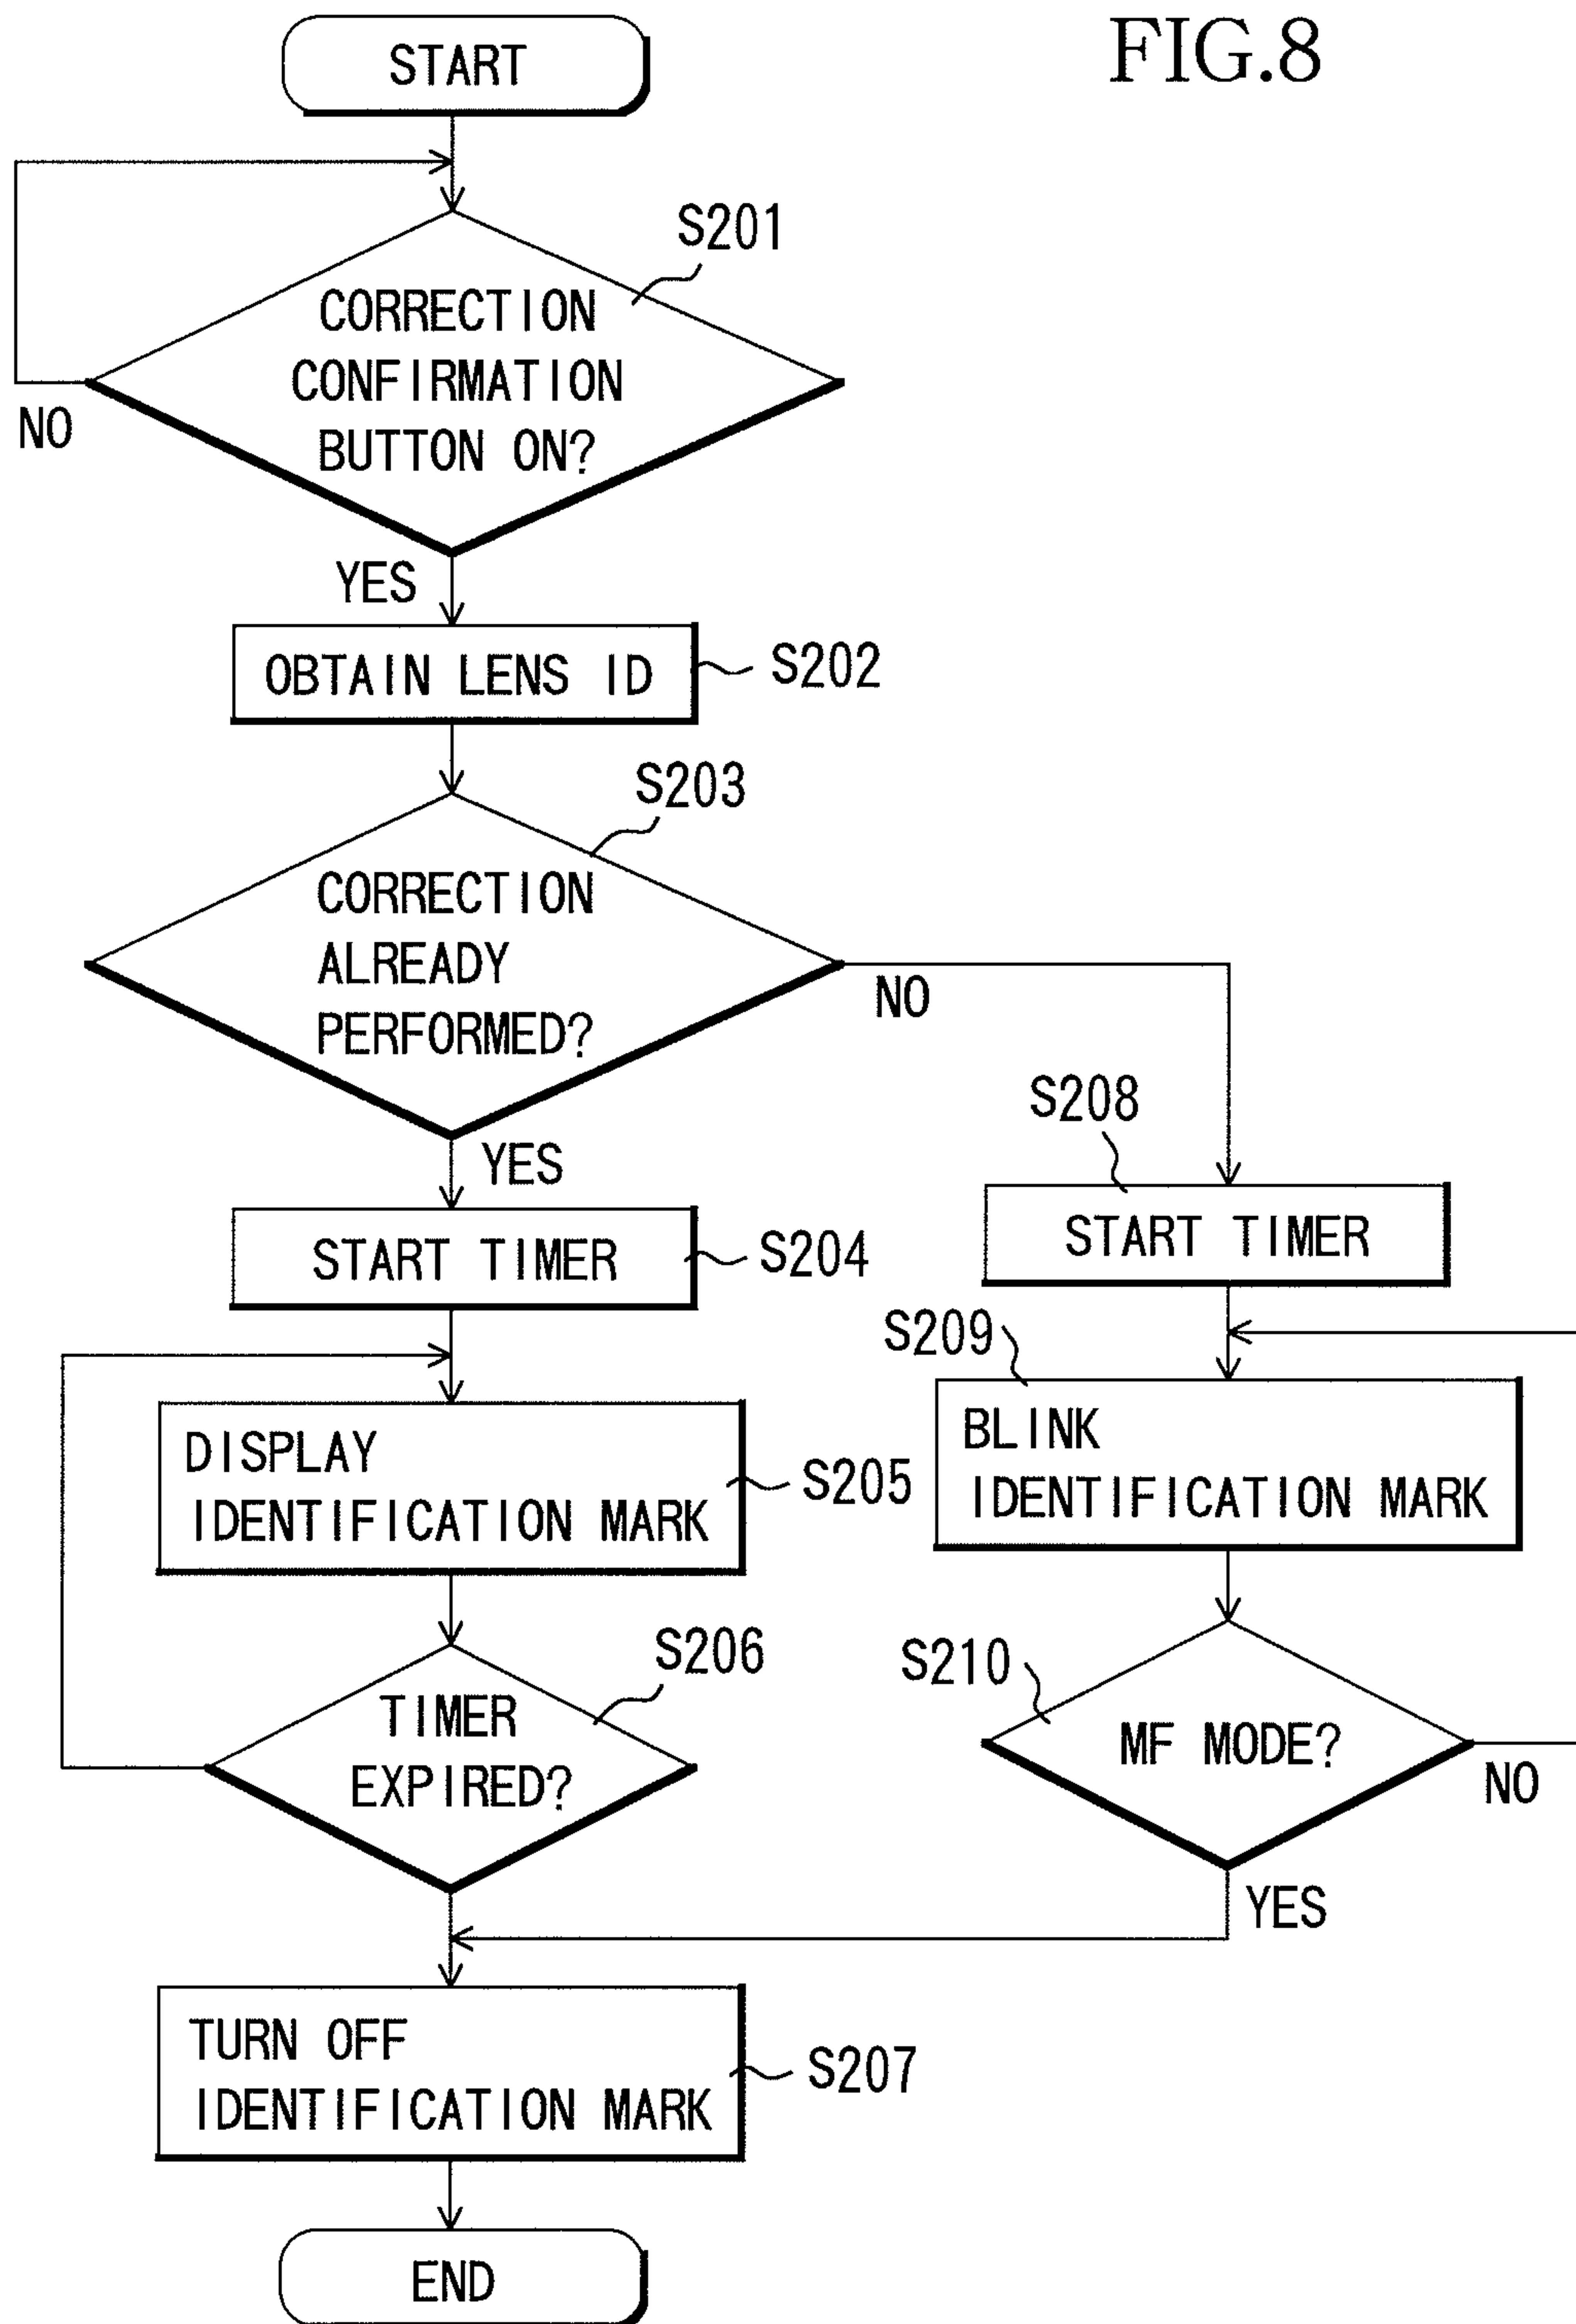 FIG.8
START
S201
CORRECTION
CONFIRMATION
BUTTON ON?
NO
YES
OBTAIN LENS ID
S202
S203
CORRECTION
ALREADY
PERFORMED?
NO
YES
S208
START TIMER
S204
START TIMER
S209
DISPLAY
IDENTIFICATION MARK
S205
BLINK
IDENTIFICATION MARK
S206
TIMER
EXPIRED?
S210
MF MODE?
NO
YES
TURN OFF
IDENTIFICATION MARK
S207
END